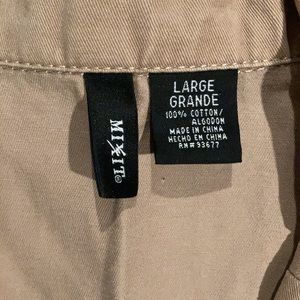 MIXIT®
LARGE
GRANDE
100% COTTON/
ALGODON
MADE IN CHINA
HECHO EN CHINA
RN#93677